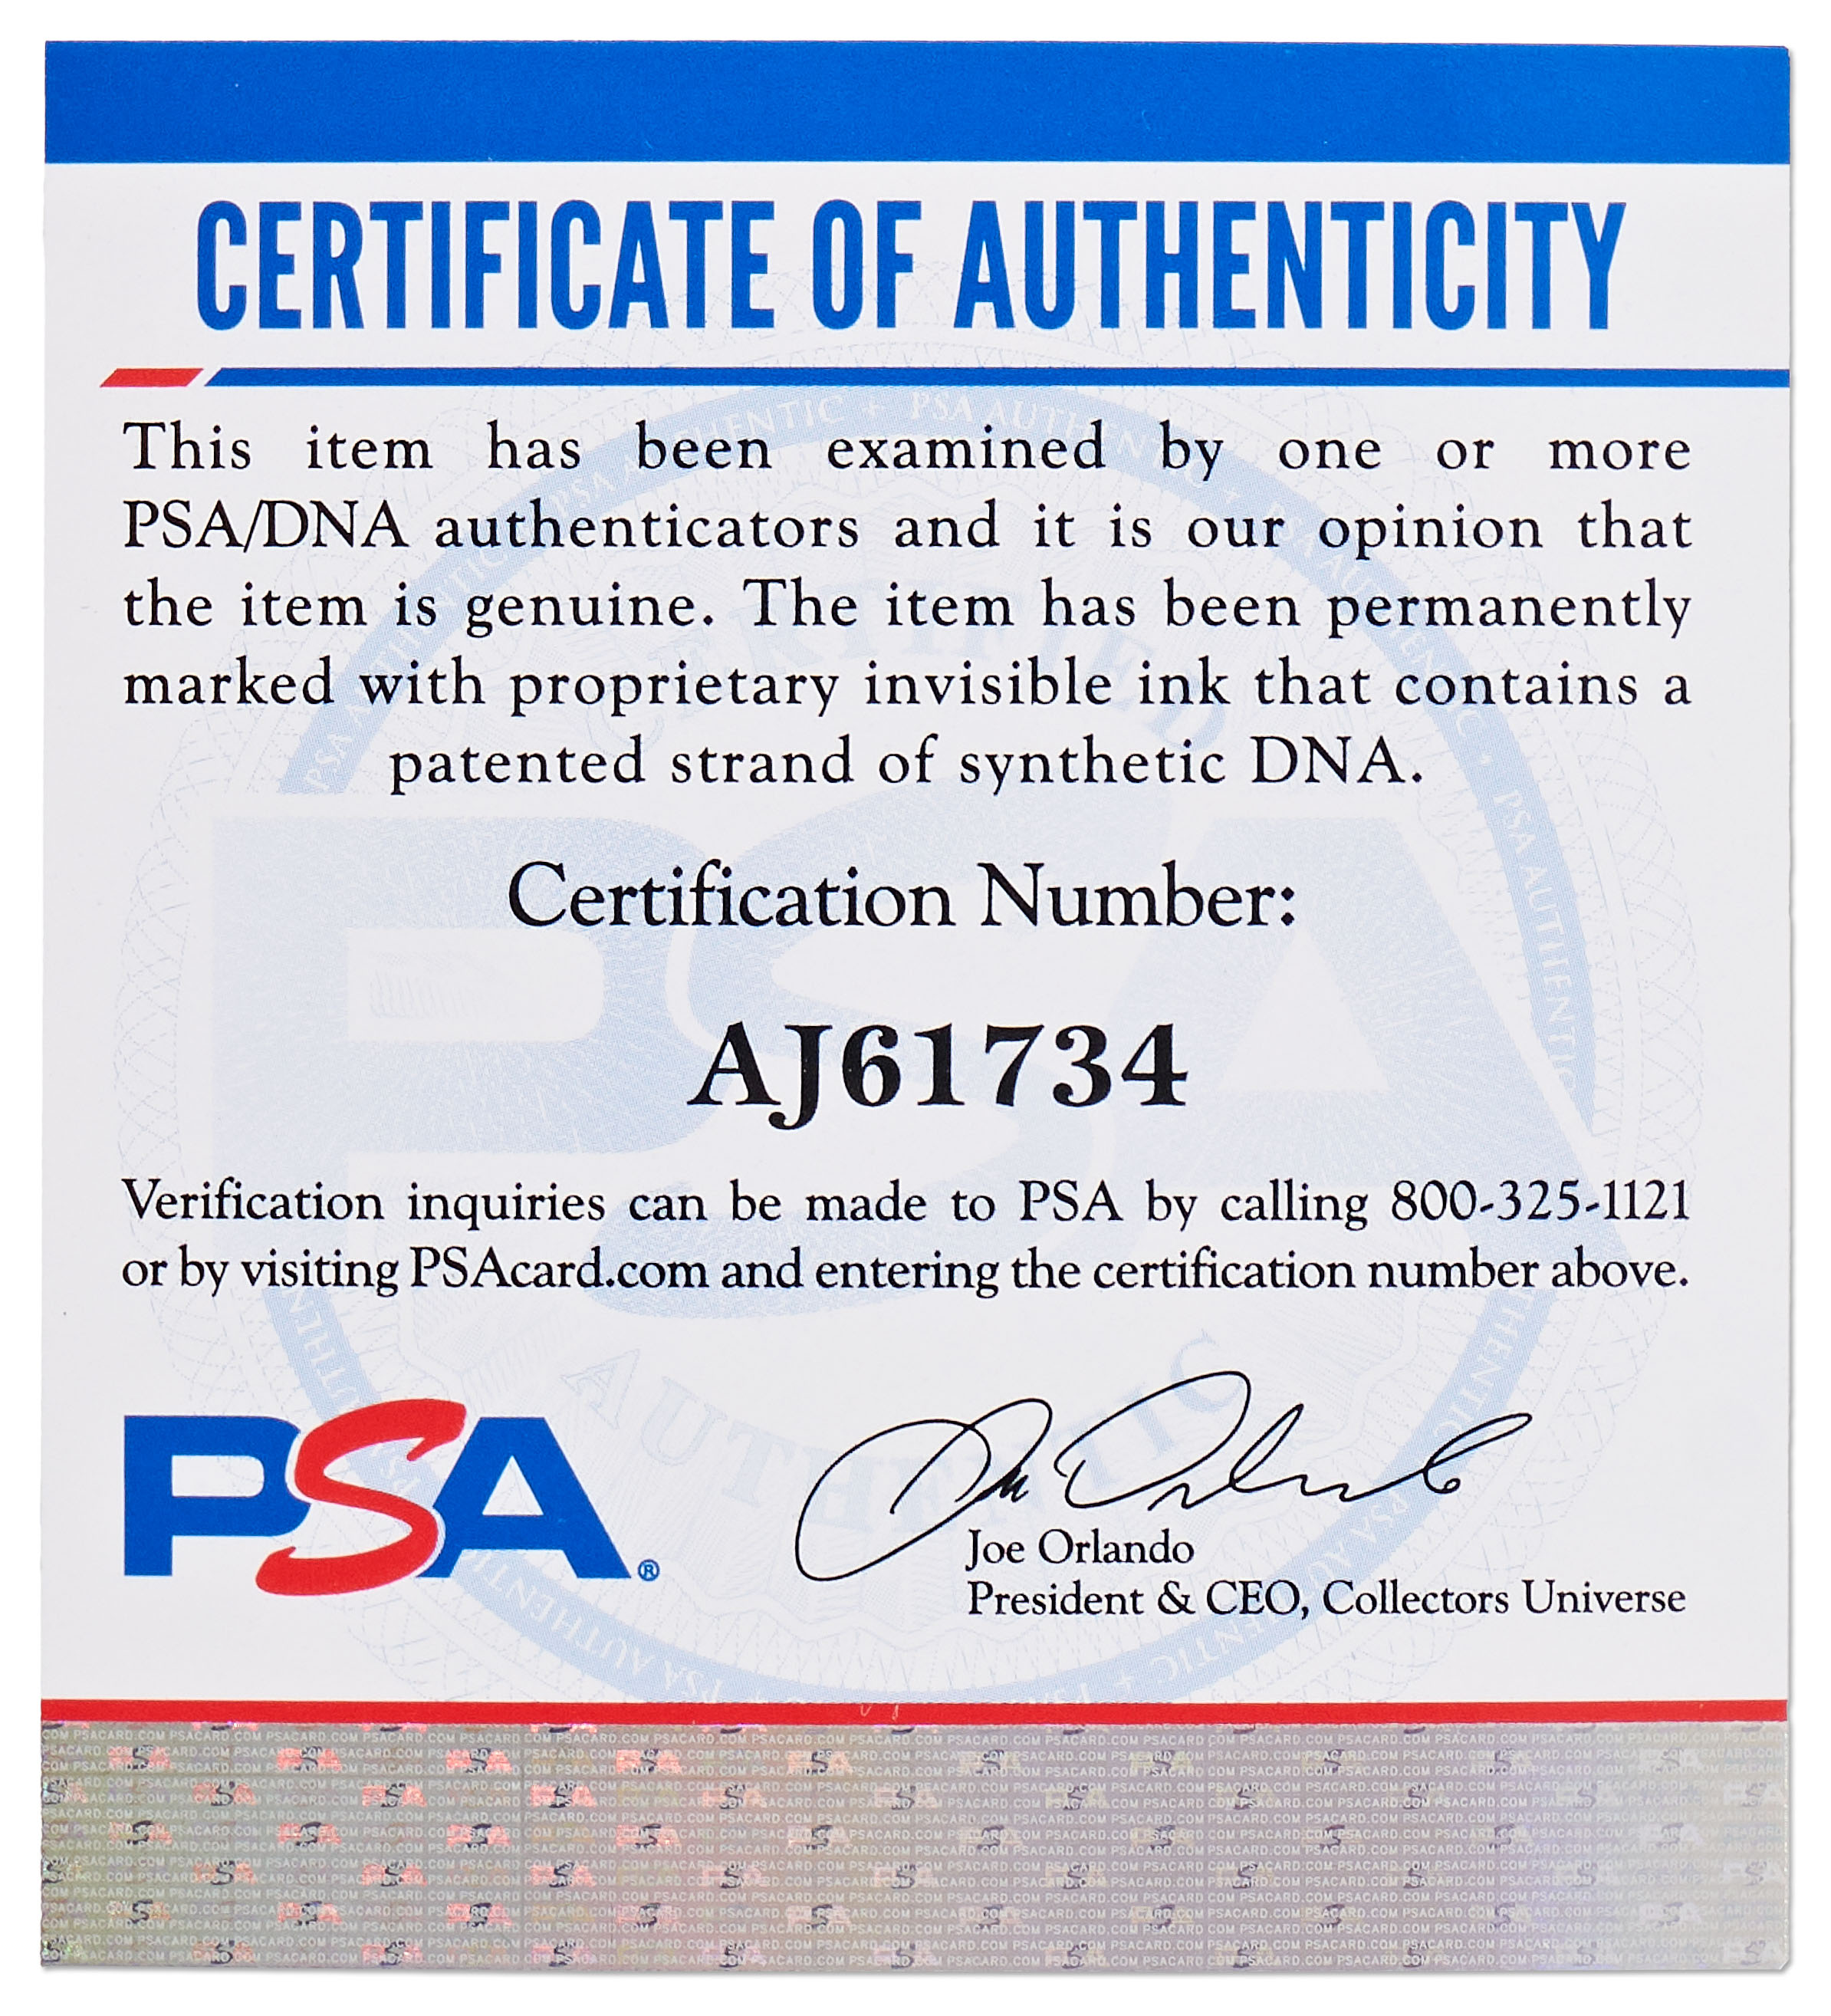 CERTIFICATE OF AUTHENTICITY
This item has been examined by one or more
PSA/DNA authenticators and it is our opinion that
the item is genuine. The item has been permanently
marked with proprietary invisible ink that contains a
patented strand of synthetic DNA.
Certification Number:
AJ61734
Verification inquiries can be made to PSA by calling 800-325-1121
or by visiting PSAcard.com and entering the certification number above.
PSA®
Joe Orlando
President & CEO, Collectors Universe